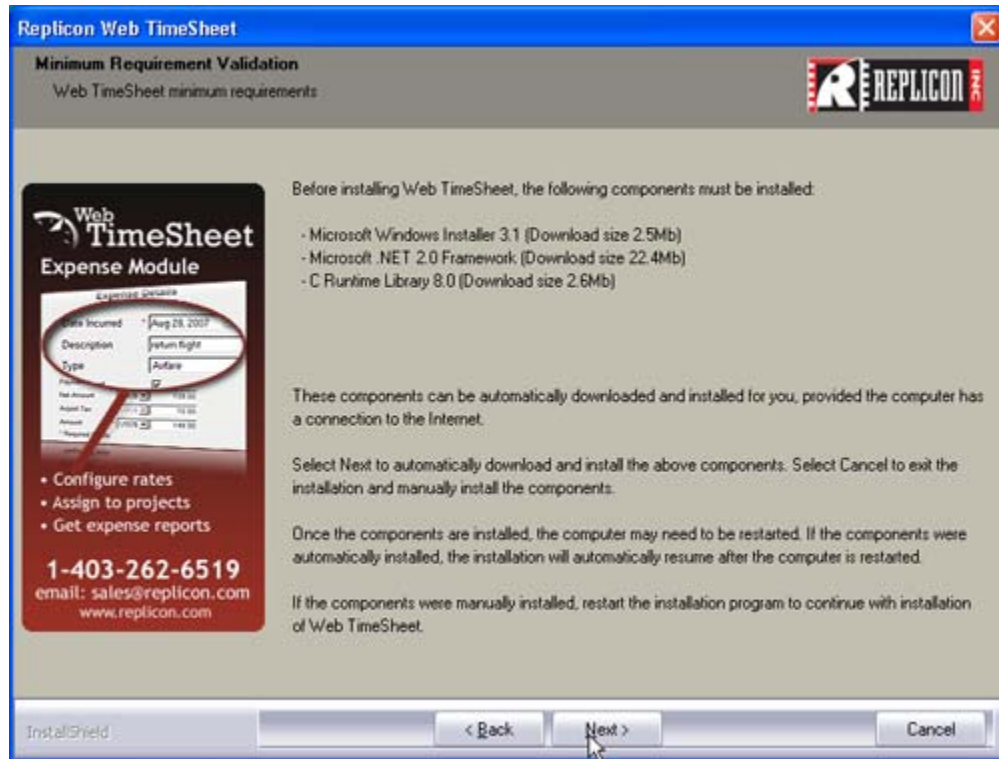 Replicon Web TimeSheet
Minimum Requirement Validation
Web TimeSheet minimum requirements
REPLICON INC
Before installing Web TimeSheet, the following components must be installed:
- Microsoft Windows Installer 3.1 (Download size 2.5Mb)
- Microsoft .NET 2.0 Framework (Download size 22.4Mb)
- C Runtime Library 8.0 (Download size 2.6Mb)
These components can be automatically downloaded and installed for you, provided the computer has
a connection to the Internet.
Select Next to automatically download and install the above components. Select Cancel to exit the
installation and manually install the components.
Once the components are installed, the computer may need to be restarted. If the components were
automatically installed, the installation will automatically resume after the computer is restarted.
If the components were manually installed, restart the installation program to continue with installation
of Web TimeSheet.
Web
TimeSheet
Expense Module
Expense Details
Date Incurred * Aug 28, 2007
Description return flight
Type Airfare
• Configure rates
• Assign to projects
• Get expense reports
1-403-262-6519
email: sales@replicon.com
www.replicon.com
InstallShield
< Back
Next >
Cancel